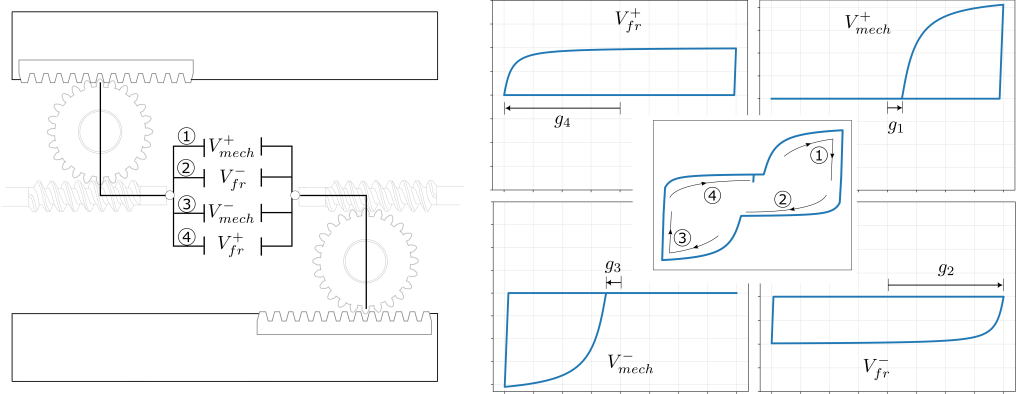 ① V⁺mech
② V⁻fr
③ V⁻mech
④ V⁺fr
V⁺fr
g₄
V⁺mech
g₁
①
②
④
③
g₃
V⁻mech
g₂
V⁻fr